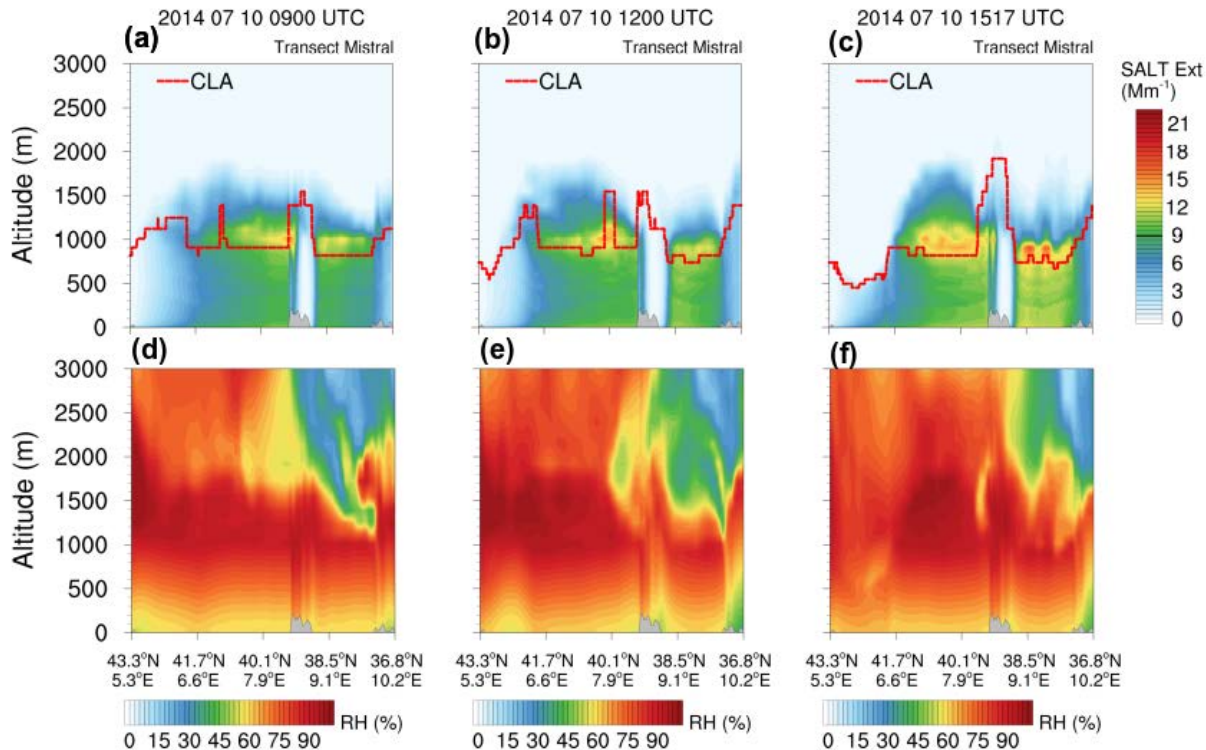 2014 07 10 0900 UTC
2014 07 10 1200 UTC
2014 07 10 1517 UTC
(a)
Transect Mistral
(b)
Transect Mistral
(c)
Transect Mistral
SALT Ext
(Mm⁻¹)
3000
2500
2000
1500
1000
500
0
Altitude (m)
CLA
CLA
CLA
21
18
15
12
9
6
3
0
(d)
(e)
(f)
3000
2500
2000
1500
1000
500
0
Altitude (m)
43.3°N 41.7°N 40.1°N 38.5°N 36.8°N
5.3°E 6.6°E 7.9°E 9.1°E 10.2°E
43.3°N 41.7°N 40.1°N 38.5°N 36.8°N
5.3°E 6.6°E 7.9°E 9.1°E 10.2°E
43.3°N 41.7°N 40.1°N 38.5°N 36.8°N
5.3°E 6.6°E 7.9°E 9.1°E 10.2°E
RH (%)
0 15 30 45 60 75 90
RH (%)
0 15 30 45 60 75 90
RH (%)
0 15 30 45 60 75 90